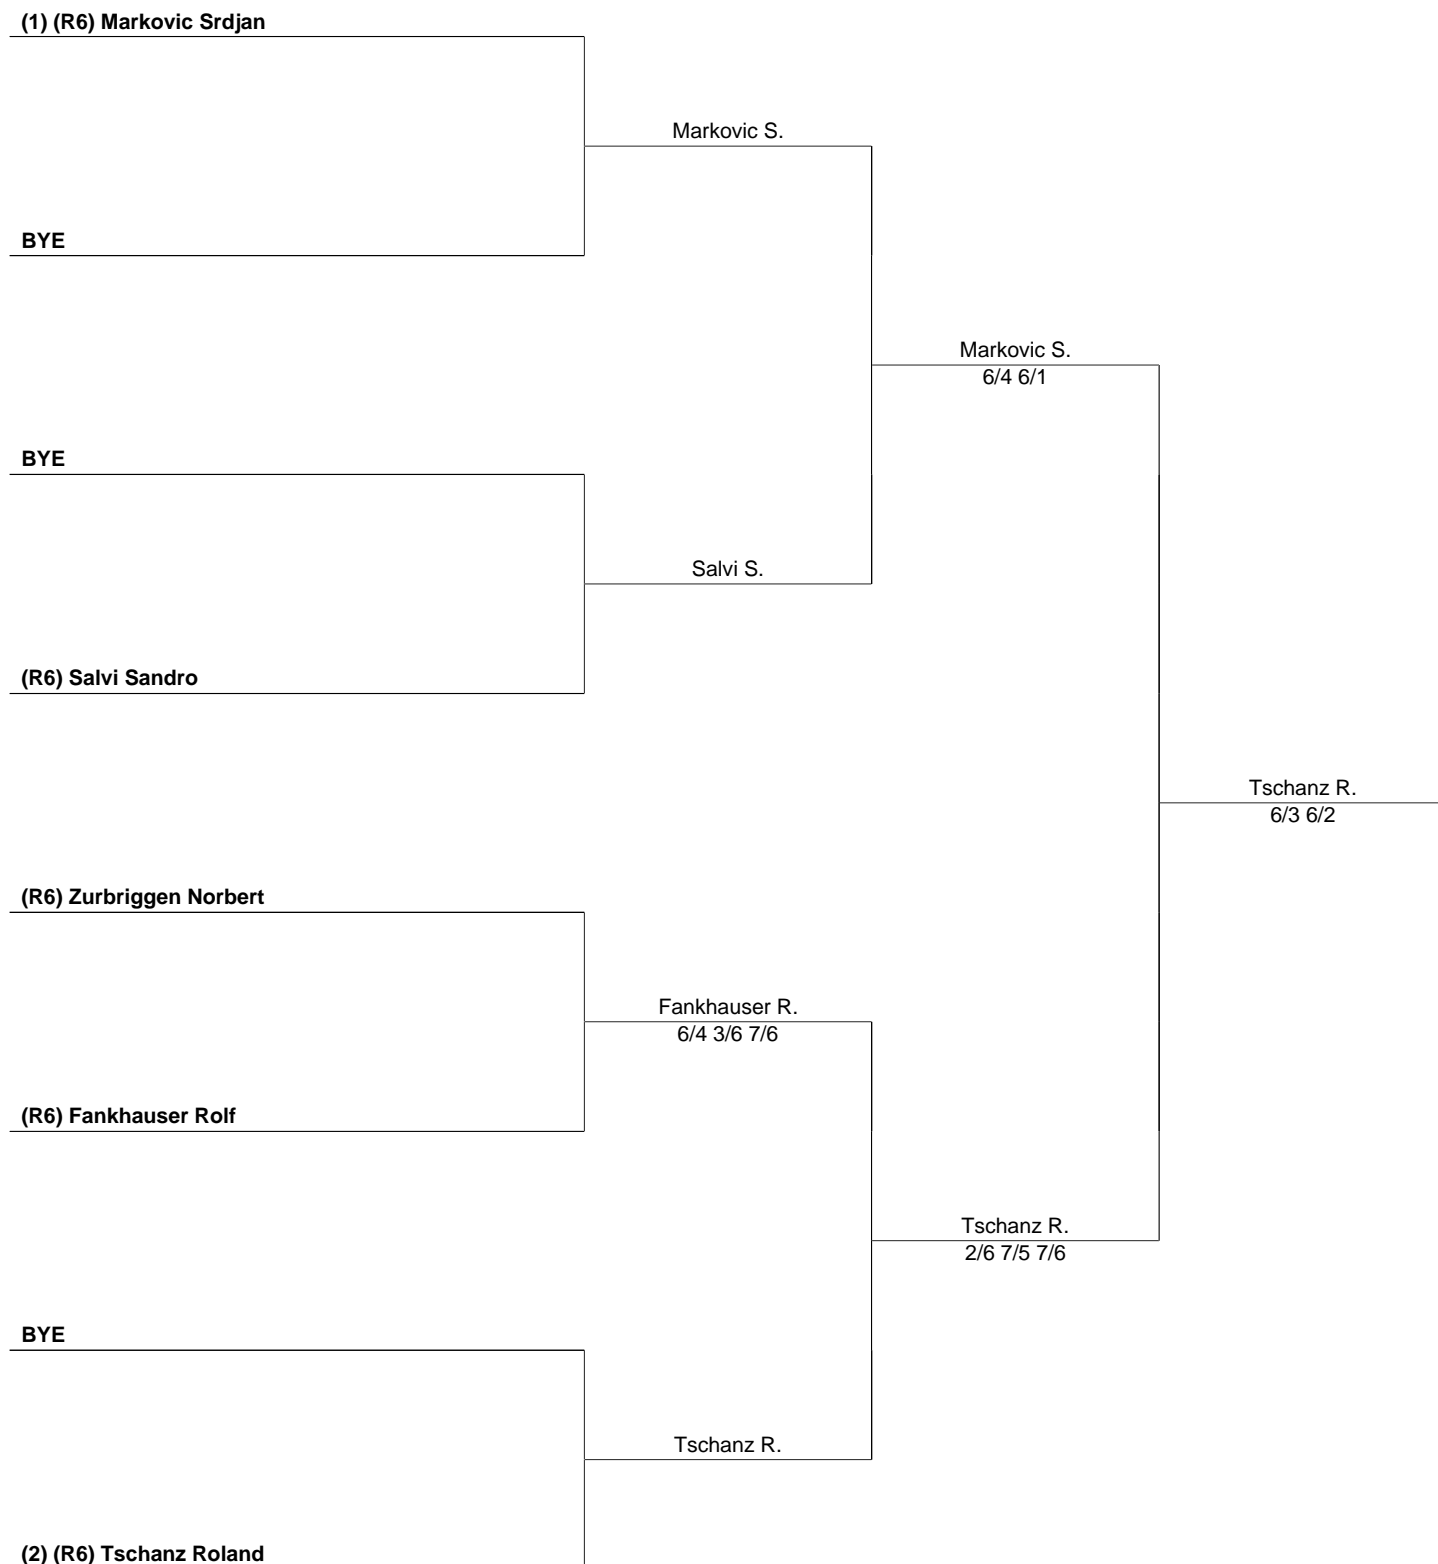 (1) (R6) Markovic Srdjan
Markovic S.
BYE
Markovic S.
6/4 6/1
BYE
Salvi S.
(R6) Salvi Sandro
Tschanz R.
6/3 6/2
(R6) Zurbriggen Norbert
Fankhauser R.
6/4 3/6 7/6
(R6) Fankhauser Rolf
Tschanz R.
2/6 7/5 7/6
BYE
Tschanz R.
(2) (R6) Tschanz Roland